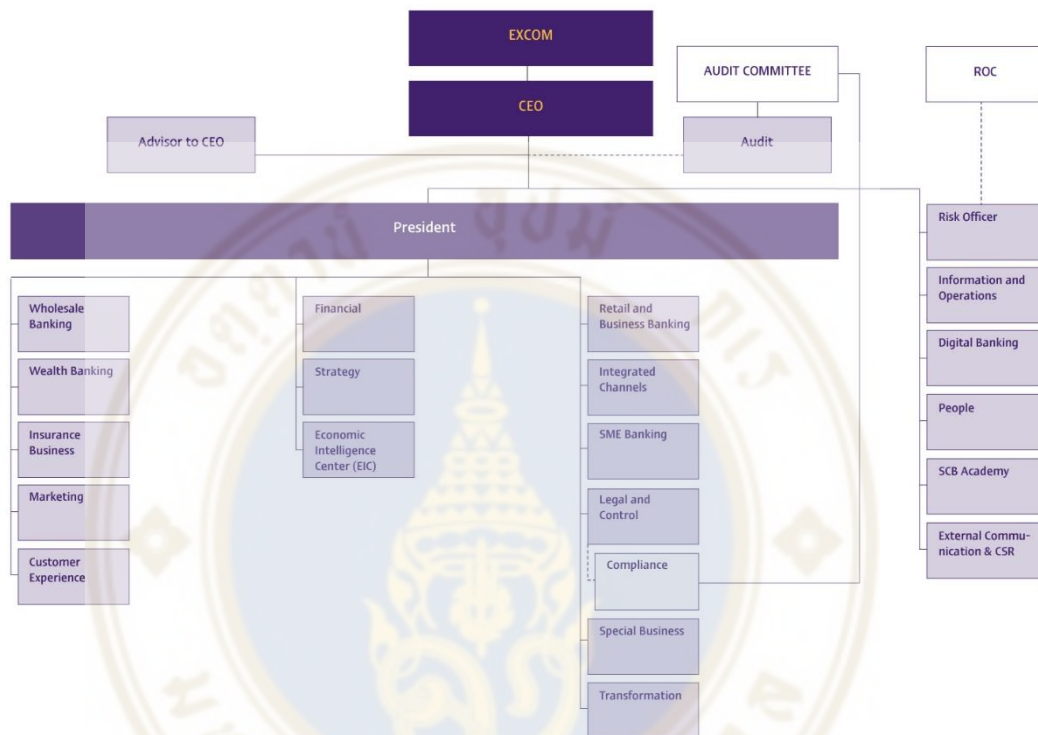 EXCOM
AUDIT COMMITTEE
ROC
CEO
Advisor to CEO
Audit
President
Risk Officer
Information and
Operations
Digital Banking
People
SCB Academy
External Commu-
nication & CSR
Wholesale
Banking
Wealth Banking
Insurance
Business
Marketing
Customer
Experience
Financial
Strategy
Economic
Intelligence
Center (EIC)
Retail and
Business Banking
Integrated
Channels
SME Banking
Legal and
Control
Compliance
Special Business
Transformation